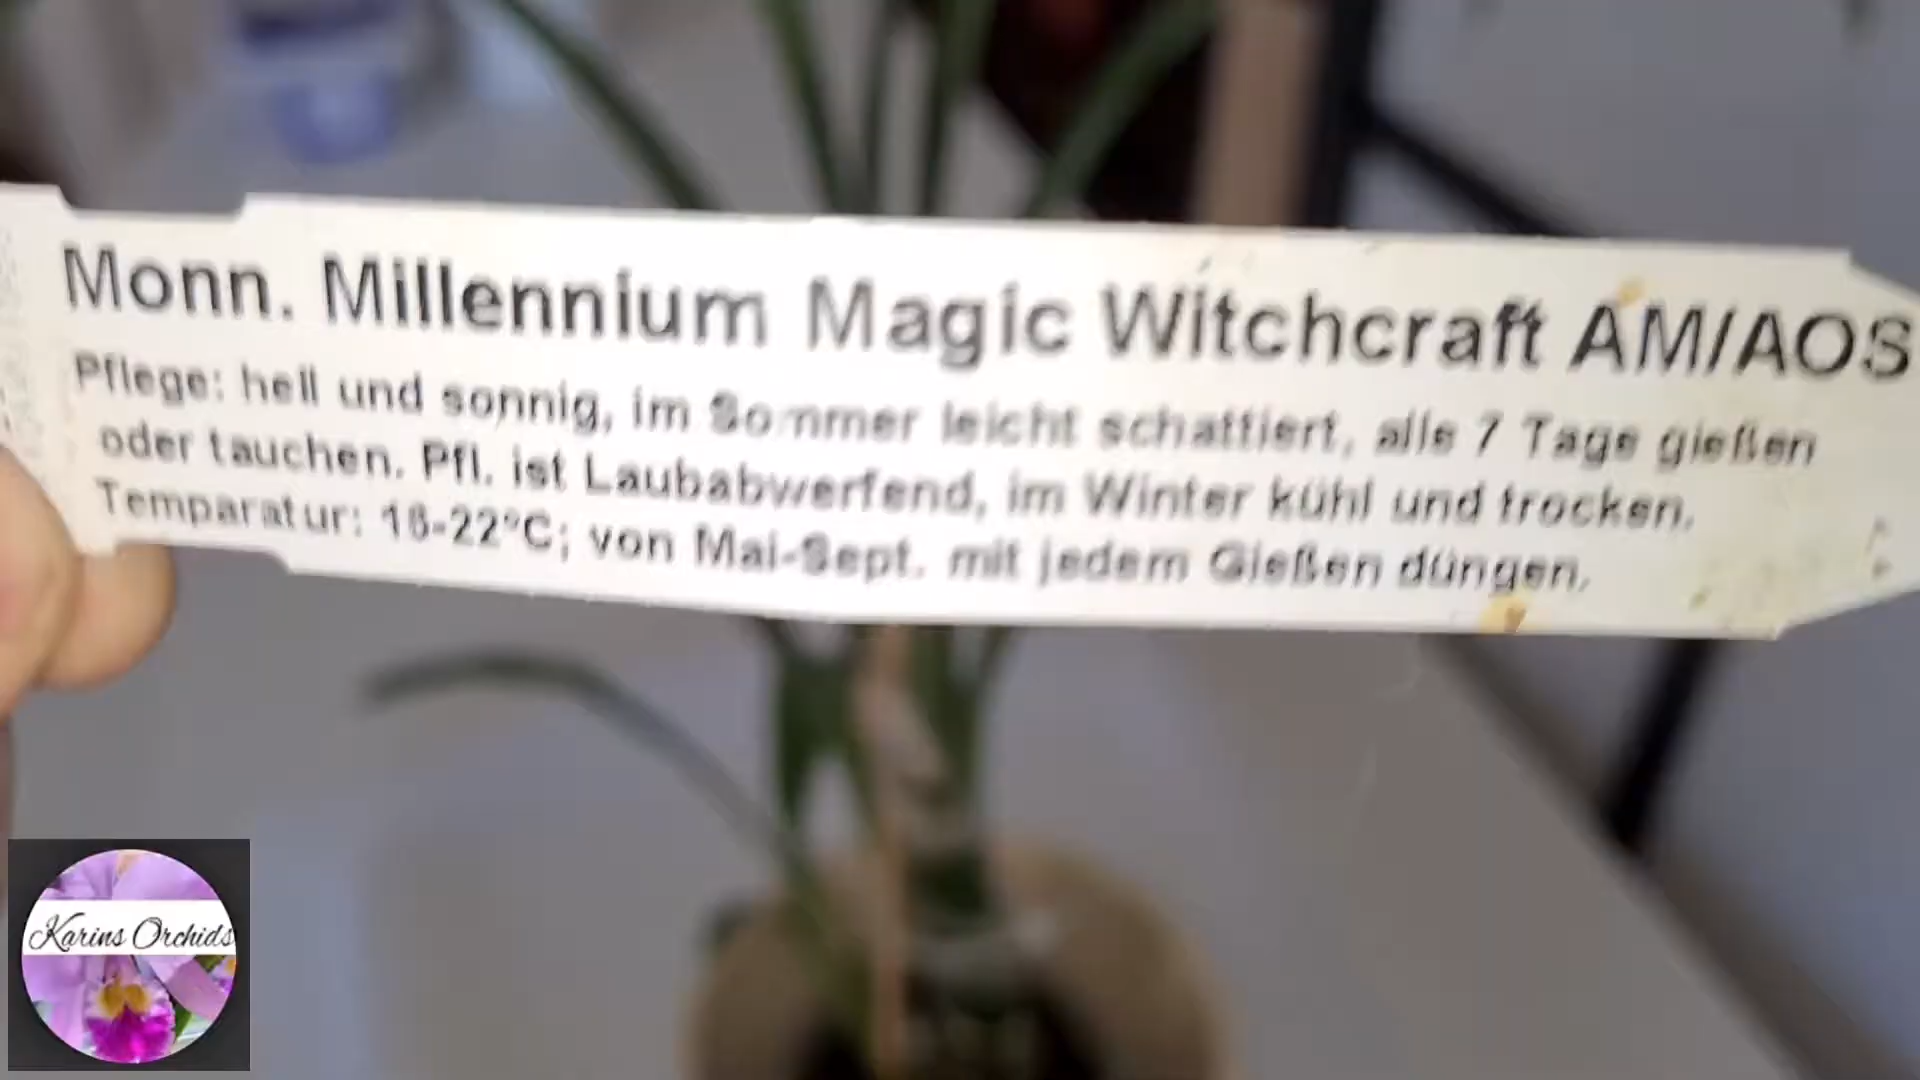 Monn. Millennium Magic Witchcraft AM/AOS
Pflege: hell und sonnig, im Sommer leicht schattiert, alle 7 Tage gießen
oder tauchen. Pfl. ist Laubabwerfend, im Winter kühl und trocken.
Temparatur: 16-22°C; von Mai-Sept. mit jedem Gießen düngen.
Karins Orchids